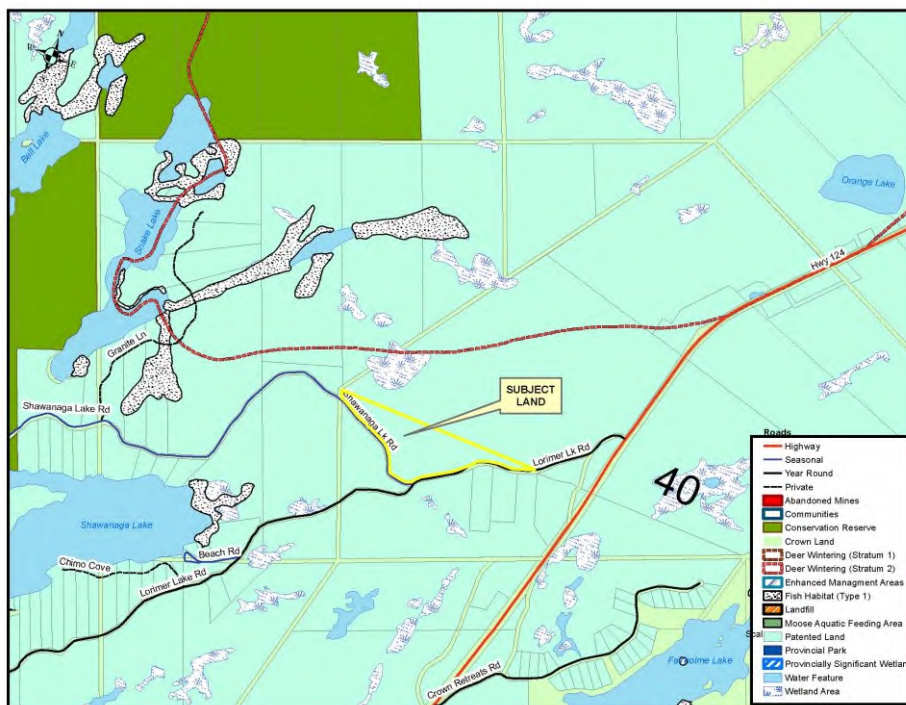 N
W
E
Bell Lake
Snake Lake
Orange Lake
Hwy 124
Granite Ln
Shawanaga Lake Rd
Shawanaga Lk Rd
SUBJECT
LAND
Lorimer Lk Rd
40
Shawanaga Lake
Beach Rd
Chimo Cove
Lorimer Lake Rd
Crown Retreats Rd
Roads
Highway
Seasonal
Year Round
Private
Abandoned Mines
Communities
Conservation Reserve
Crown Land
Deer Wintering (Stratum 1)
Deer Wintering (Stratum 2)
Enhanced Managment Areas
Fish Habitat (Type 1)
Landfill
Moose Aquatic Feeding Area
Patented Land
Provincial Park
Provincially Significant Wetlan
Water Feature
Wetland Area